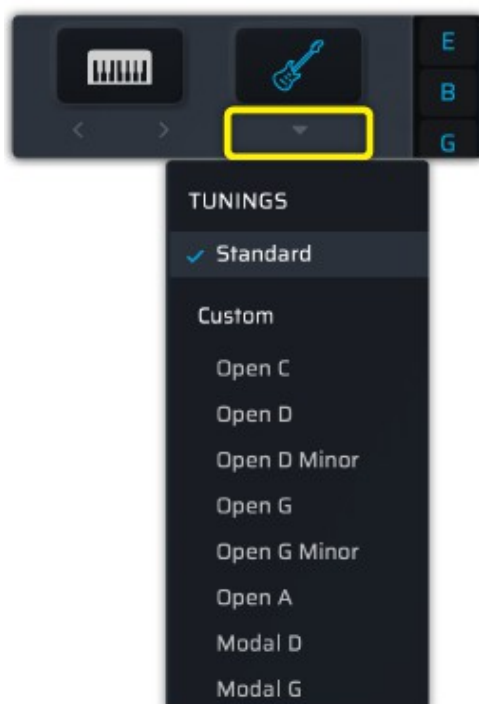 E
B
G
TUNINGS
Standard
Custom
Open C
Open D
Open D Minor
Open G
Open G Minor
Open A
Modal D
Modal G